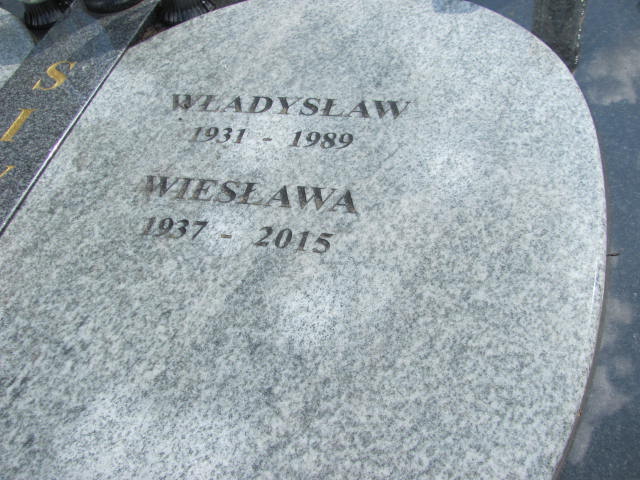 WŁADYSŁAW
1931 - 1989
WIESŁAWA
1937 - 2015
S
I